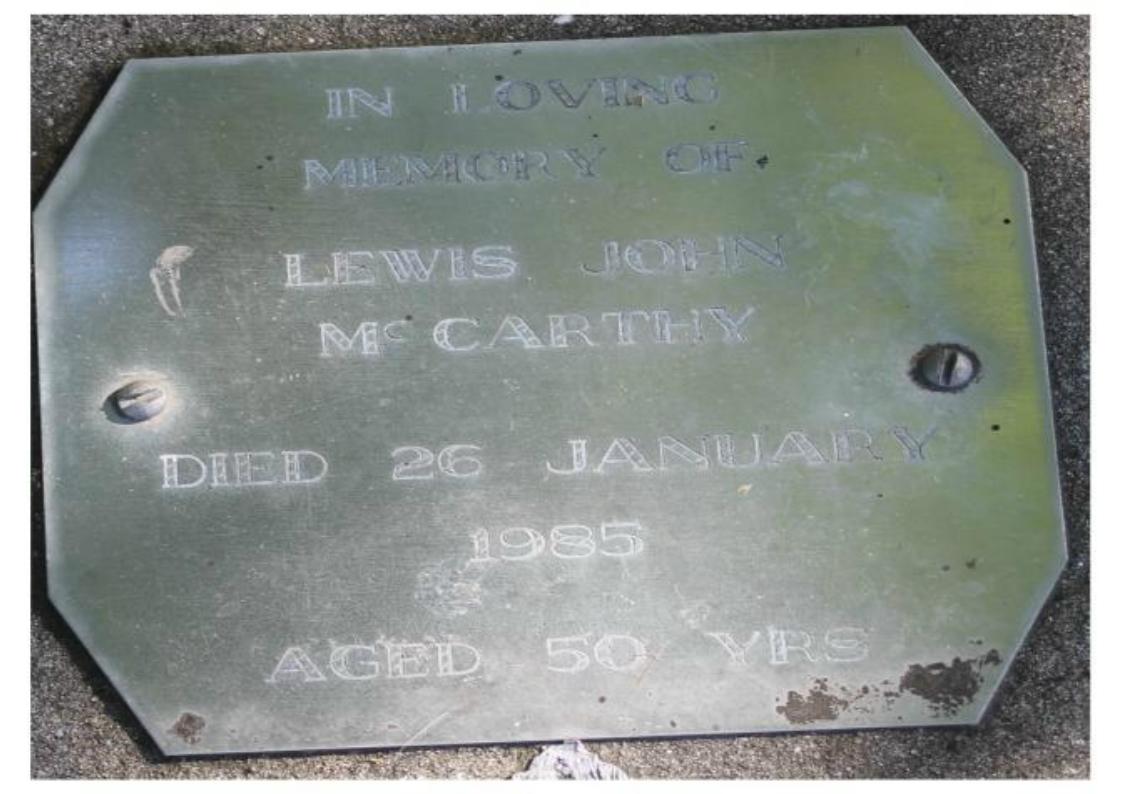 IN LOVING
MEMORY OF
LEWIS JOHN
McCARTHY
DIED 26 JANUARY
1985
AGED 50 YRS